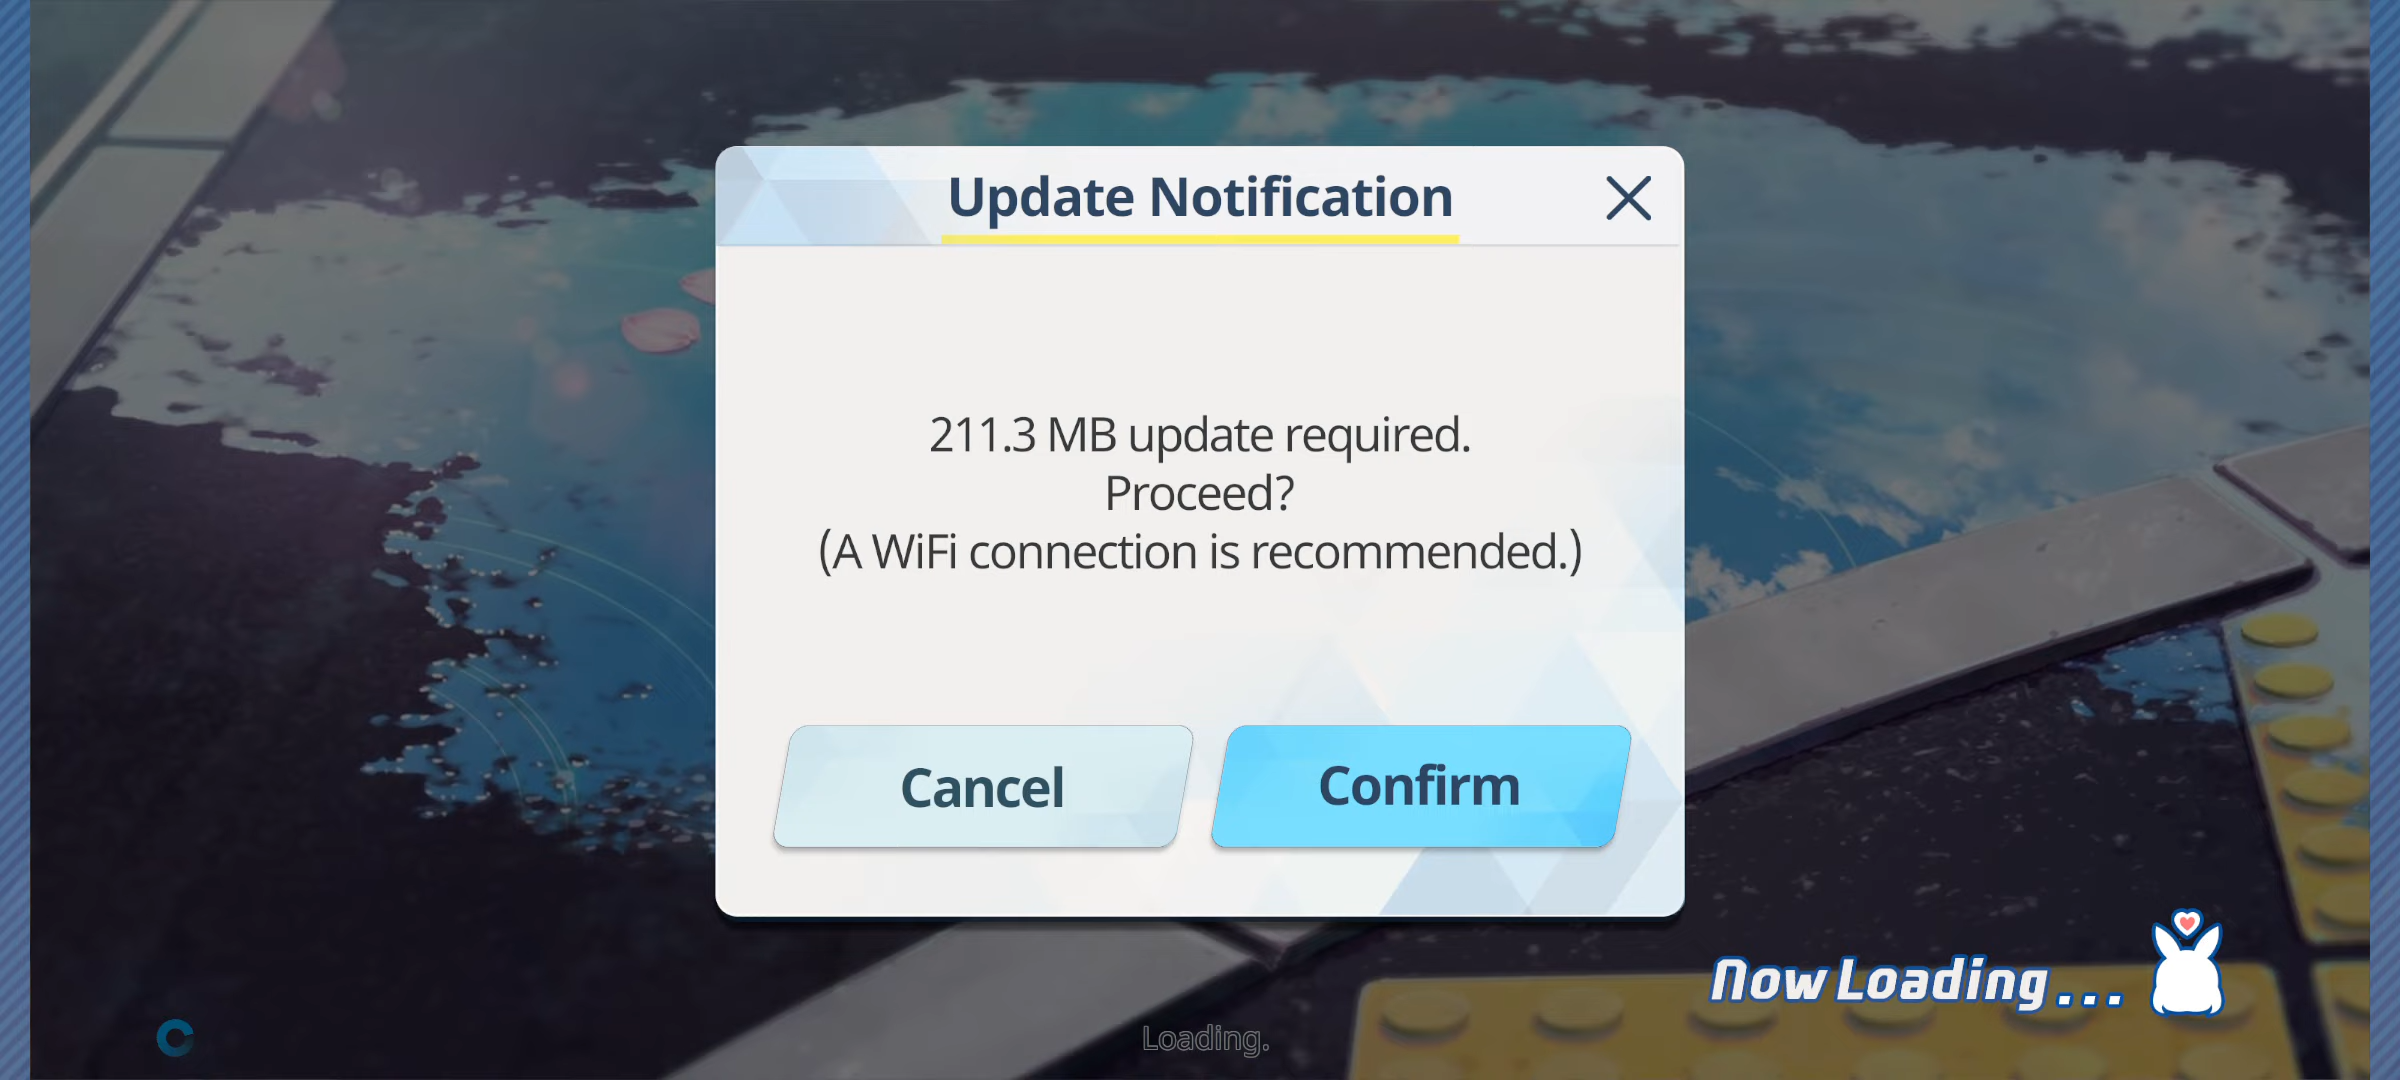 Update Notification
211.3 MB update required.
Proceed?
(A WiFi connection is recommended.)
Cancel
Confirm
Now Loading...
Loading.